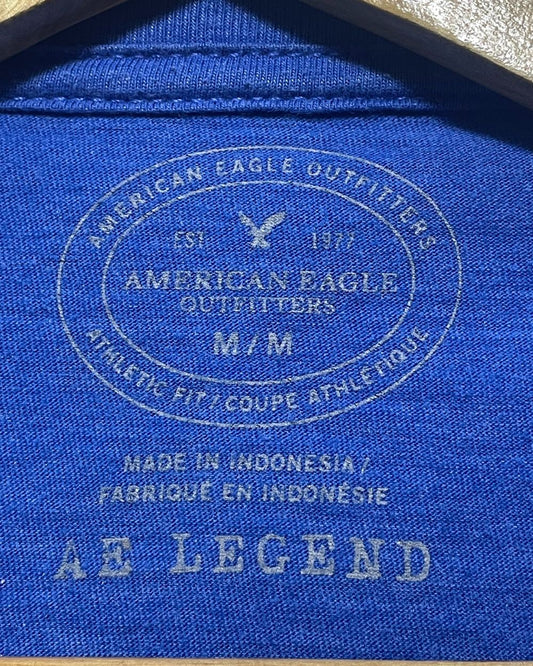 AMERICAN EAGLE OUTFITTERS
EST 1977
AMERICAN EAGLE
OUTFITTERS
M/M
ATHLETIC FIT/COUPE ATHLÉTIQUE
MADE IN INDONESIA/
FABRIQUÉ EN INDONÉSIE
AE LEGEND